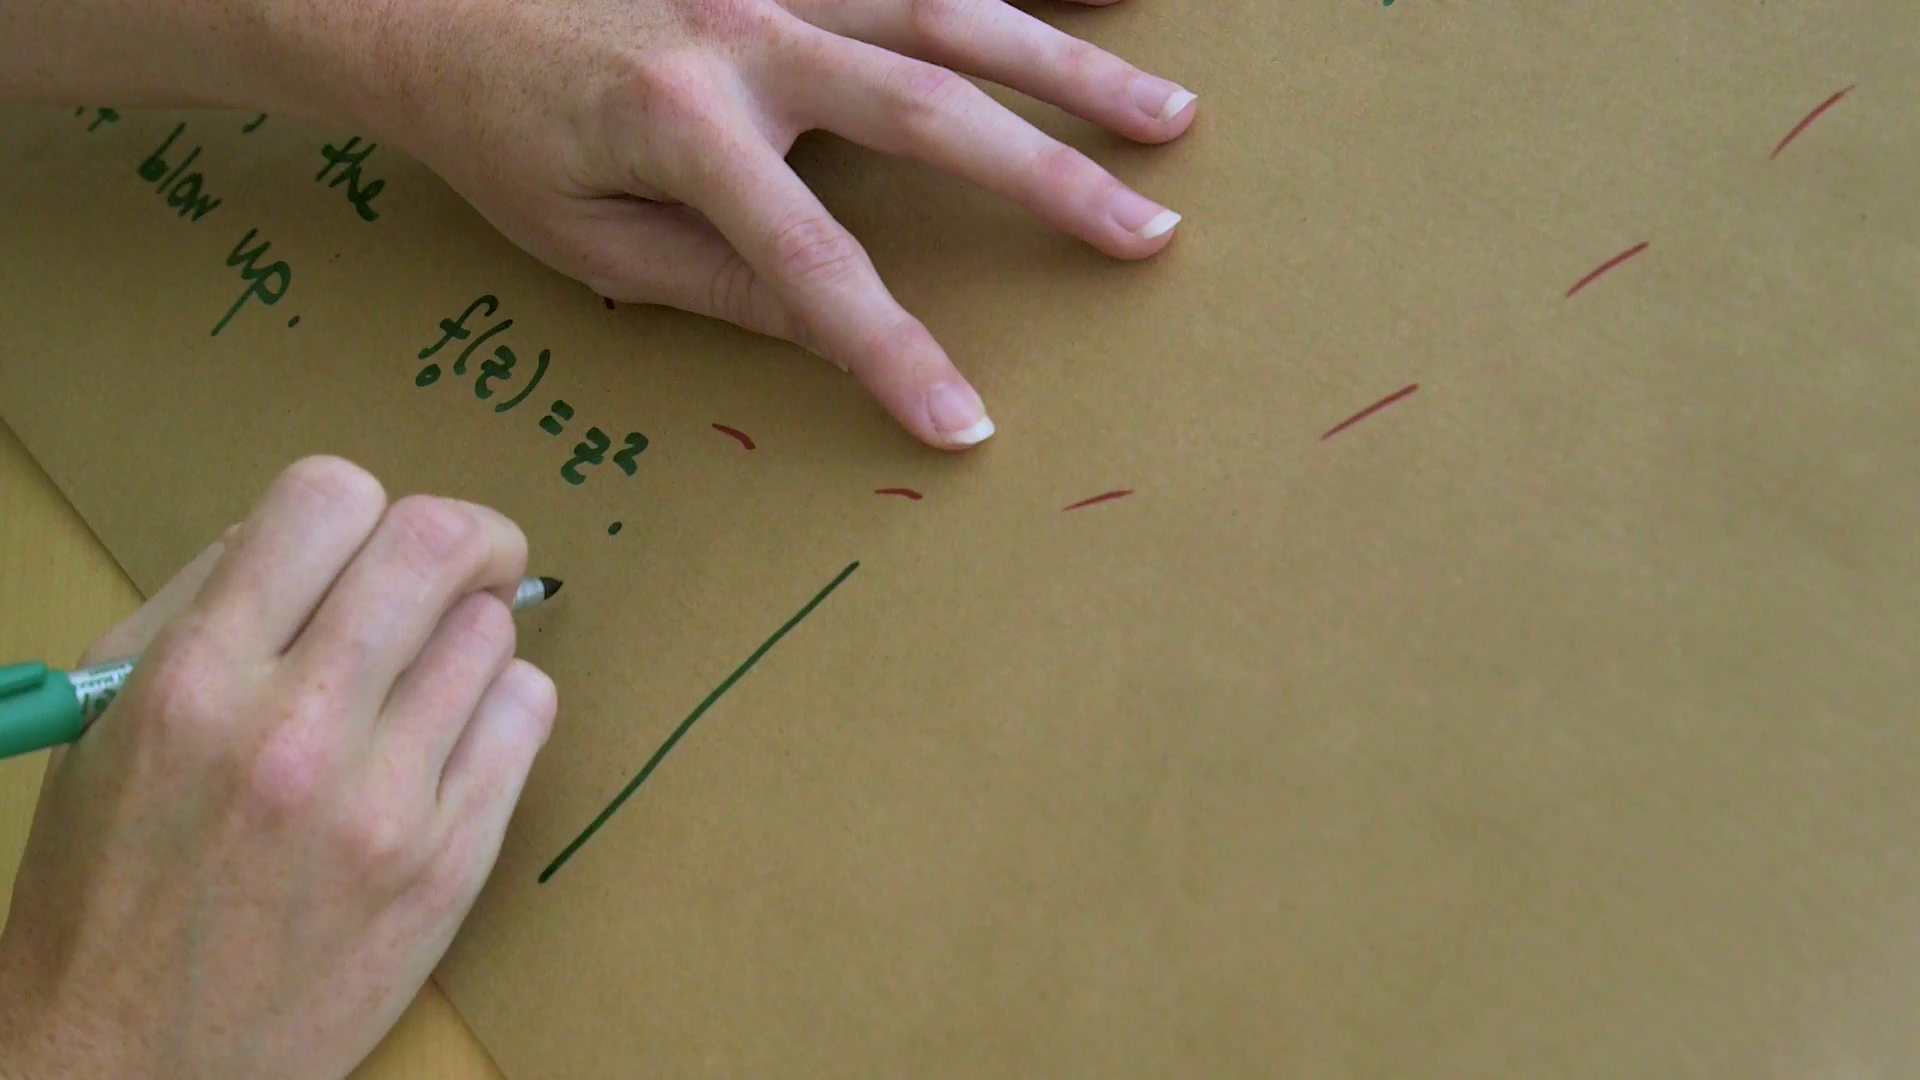 , the
blow up.
f₀(z) = z²